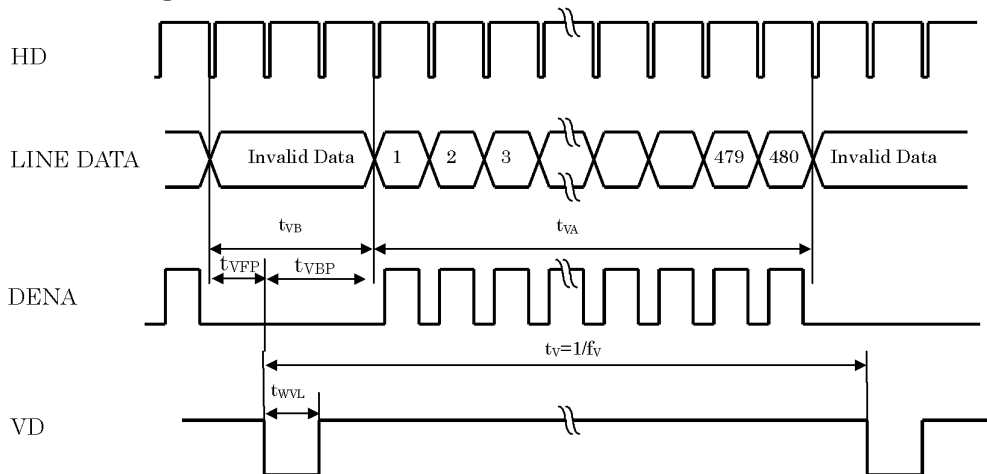 HD
LINE DATA
Invalid Data
1
2
3
479
480
Invalid Data
tVB
tVA
tVFP
tVBP
DENA
tV=1/fV
tWVL
VD